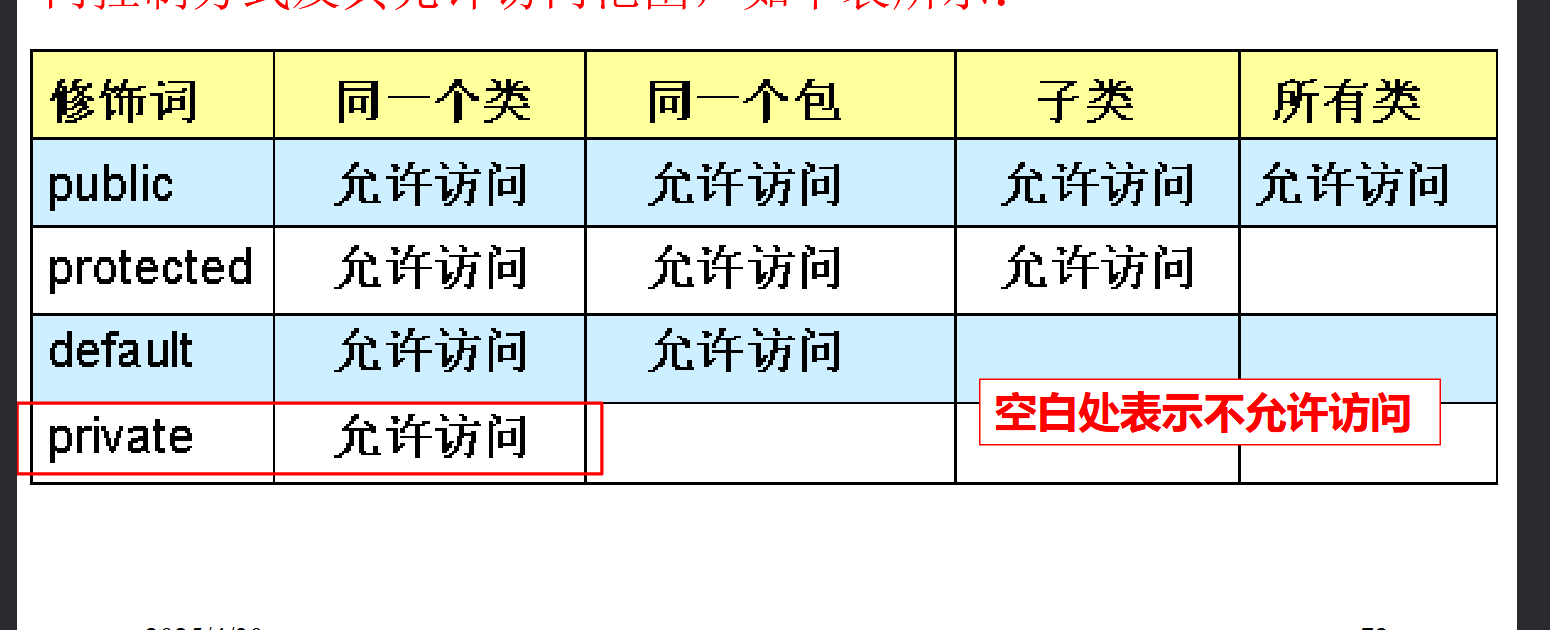 修饰词 同一个类 同一个包 子类 所有类
public 允许访问 允许访问 允许访问 允许访问
protected 允许访问 允许访问 允许访问
default 允许访问 允许访问
private 允许访问
空白处表示不允许访问